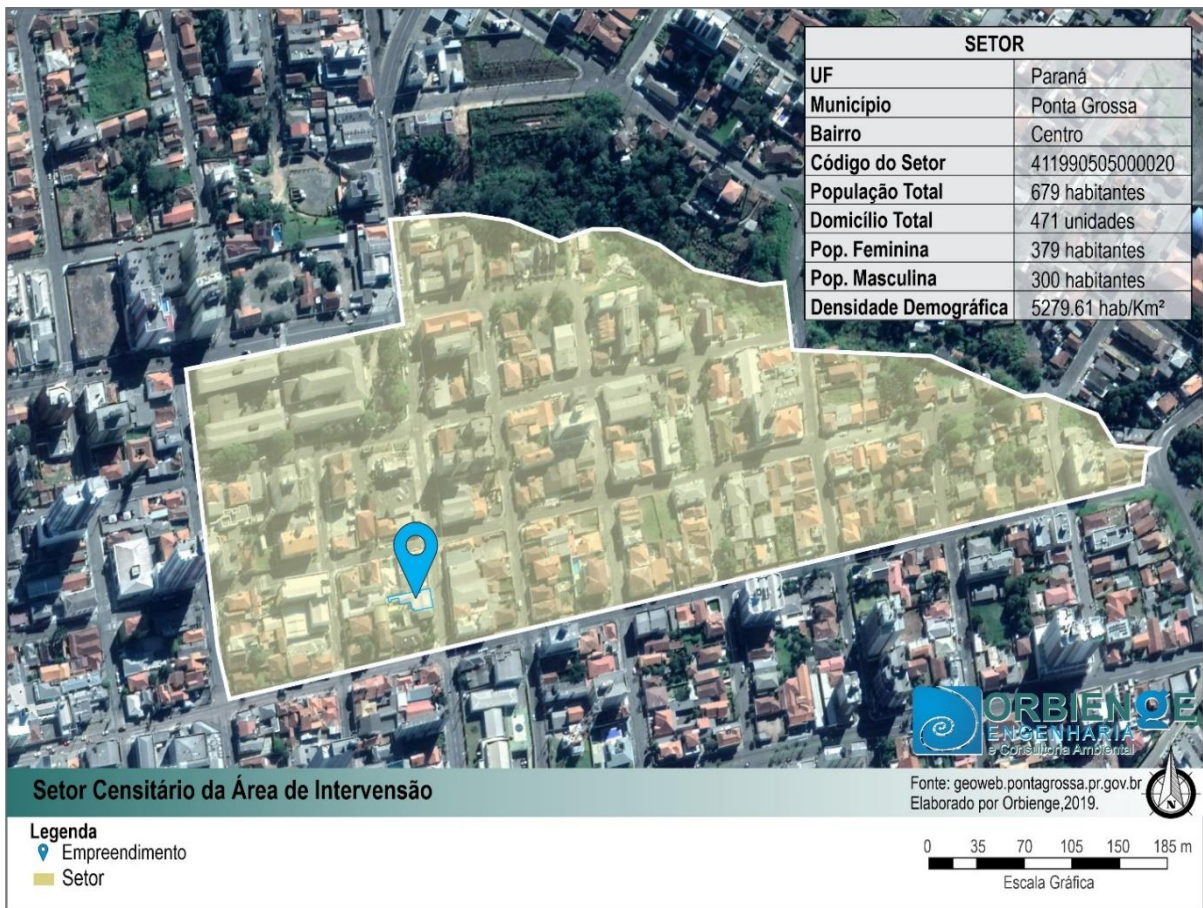 SETOR
UF Paraná
Município Ponta Grossa
Bairro Centro
Código do Setor 411990505000020
População Total 679 habitantes
Domicílio Total 471 unidades
Pop. Feminina 379 habitantes
Pop. Masculina 300 habitantes
Densidade Demográfica 5279.61 hab/Km²
ORBIENGE
ENGENHARIA
e Consultoria Ambiental
Setor Censitário da Área de Intervensão
Fonte: geoweb.pontagrossa.pr.gov.br
Elaborado por Orbienge,2019.
N
Legenda
Empreendimento
Setor
0 35 70 105 150 185 m
Escala Gráfica